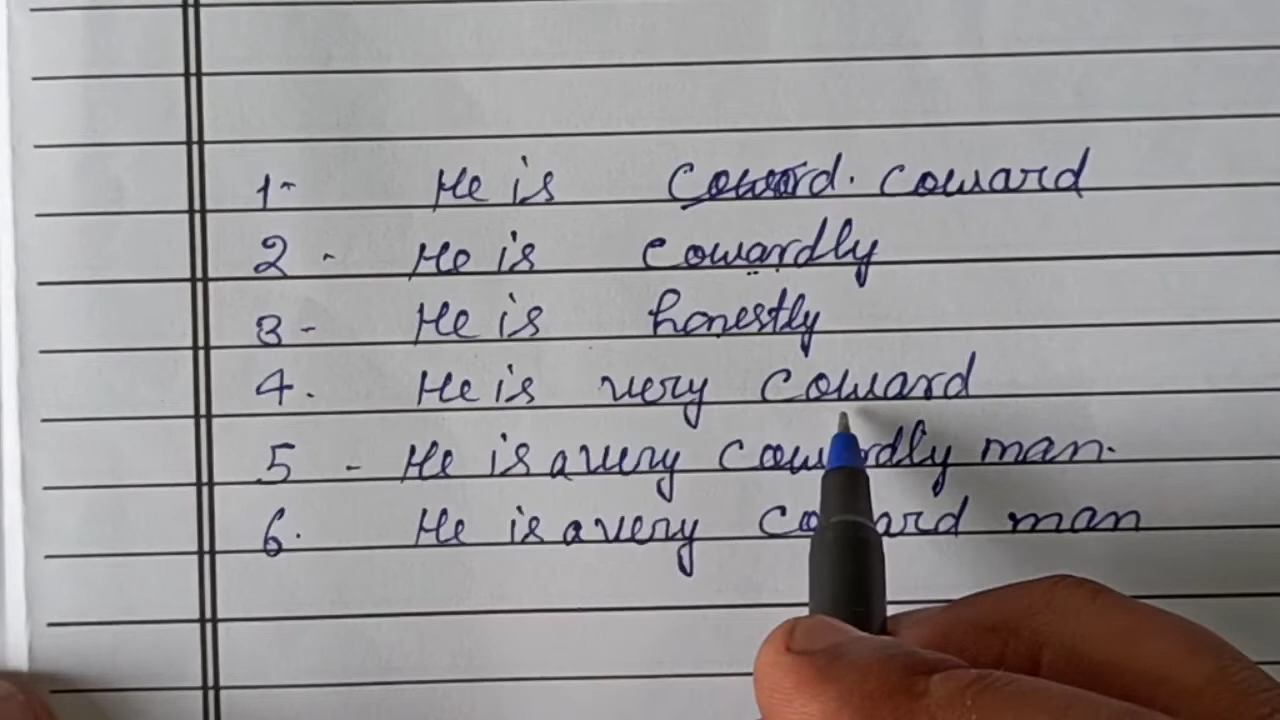 1- He is Coward. coward
2 - He is cowardly
3 - He is honestly
4. He is very coward
5 - He is a very cowardly man.
6. He is a very coward man